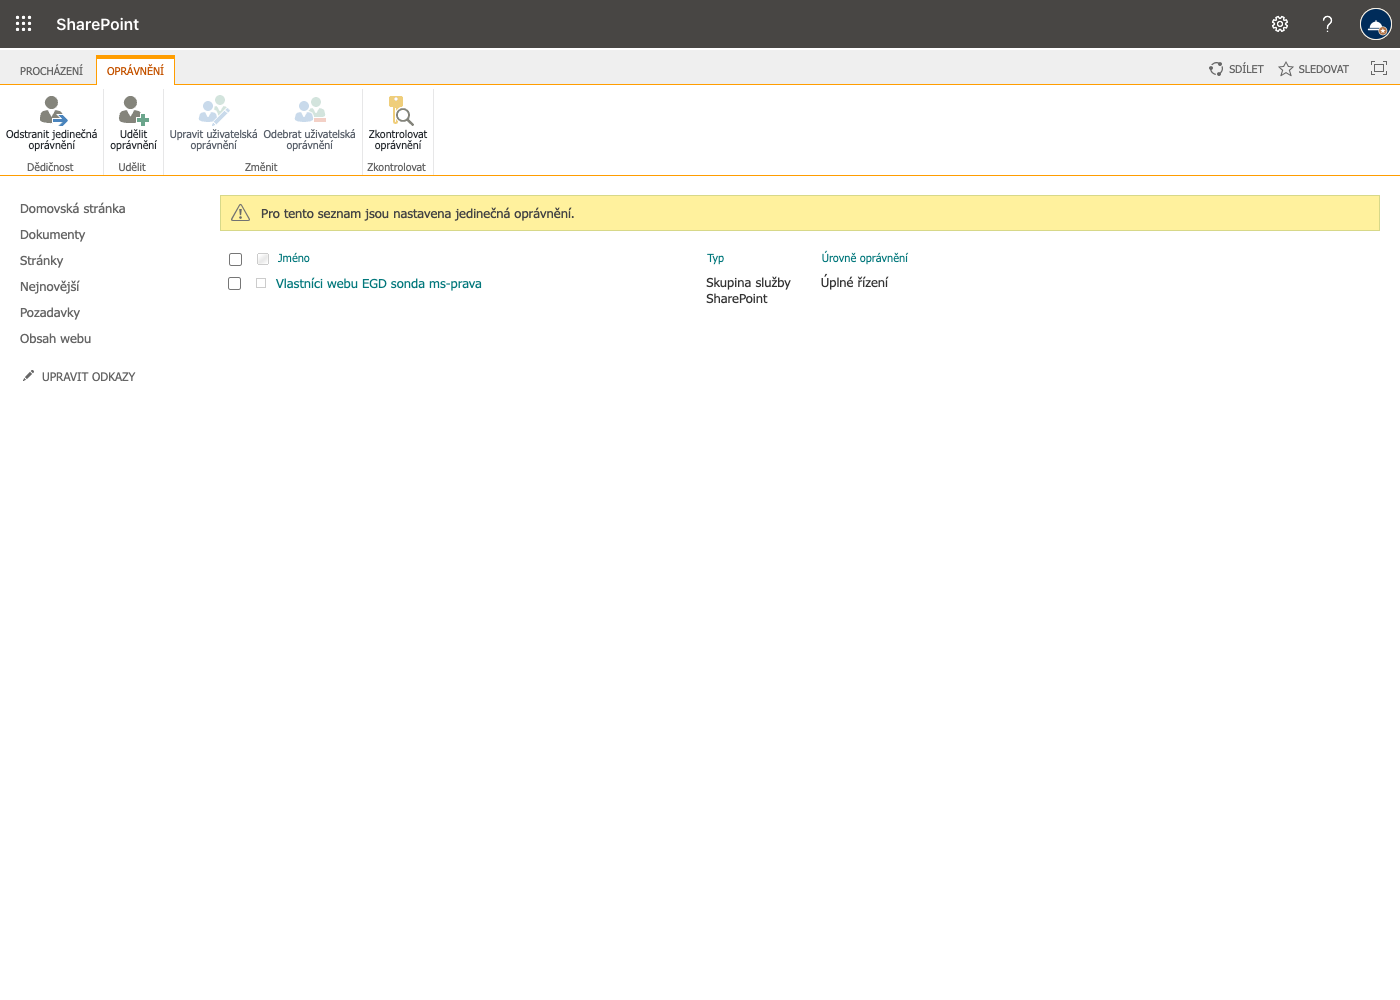 SharePoint
PROCHÁZENÍ
OPRÁVNĚNÍ
SDÍLET
SLEDOVAT
Odstranit jedinečná
oprávnění
Dědičnost
Udělit
oprávnění
Udělit
Upravit uživatelská
oprávnění
Odebrat uživatelská
oprávnění
Změnit
Zkontrolovat
oprávnění
Zkontrolovat
Domovská stránka
Dokumenty
Stránky
Nejnovější
Pozadavky
Obsah webu
UPRAVIT ODKAZY
Pro tento seznam jsou nastavena jedinečná oprávnění.
Jméno
Typ
Úrovně oprávnění
Vlastníci webu EGD sonda ms-prava
Skupina služby
SharePoint
Úplné řízení